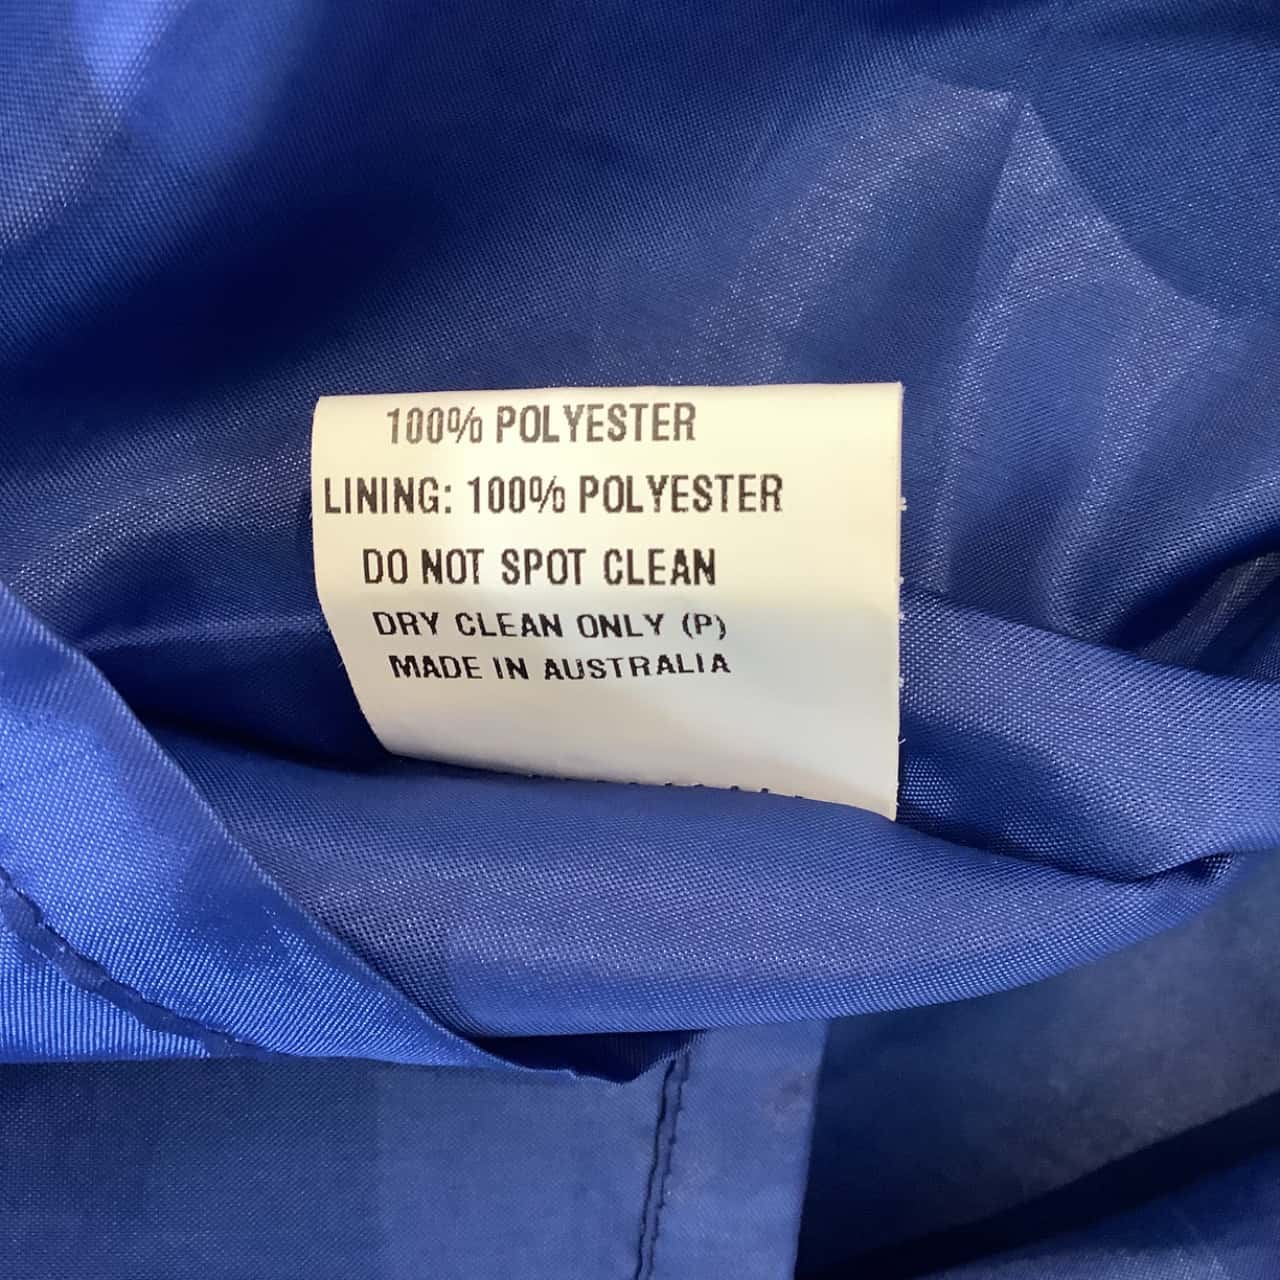 100% POLYESTER
LINING: 100% POLYESTER
DO NOT SPOT CLEAN
DRY CLEAN ONLY (P)
MADE IN AUSTRALIA